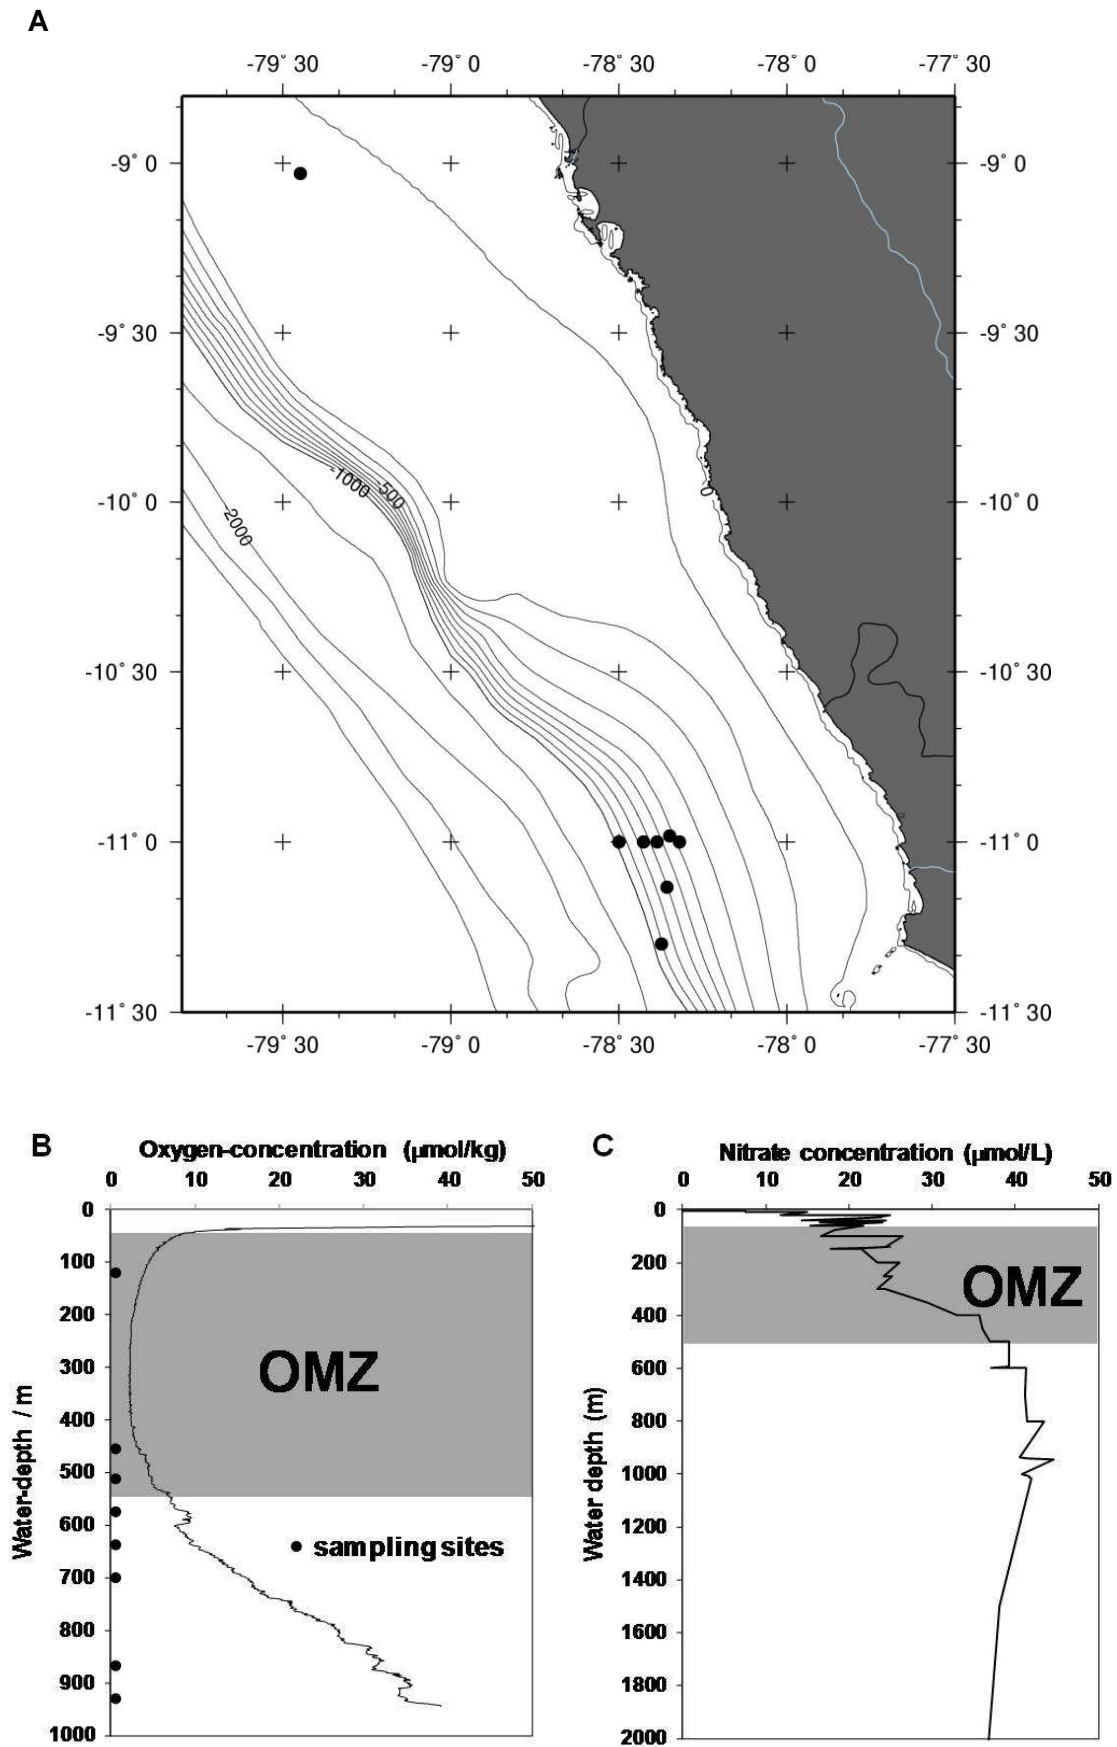 A
-79° 30 -79° 0 -78° 30 -78° 0 -77° 30
-9° 0 -9° 0
-9° 30 -9° 30
-1000 -500
-10° 0 0 -10° 0
-2000
-10° 30 -10° 30
-11° 0 -11° 0
-11° 30 -11° 30
-79° 30 -79° 0 -78° 30 -78° 0 -77° 30
B
Oxygen-concentration (µmol/kg)
0 10 20 30 40 50
0
100
200
300
400
500
600
700
800
900
1000
Water-depth / m
OMZ
sampling sites
C
Nitrate concentration (µmol/L)
0 10 20 30 40 50
0
200
400
600
800
1000
1200
1400
1600
1800
2000
Water depth (m)
OMZ